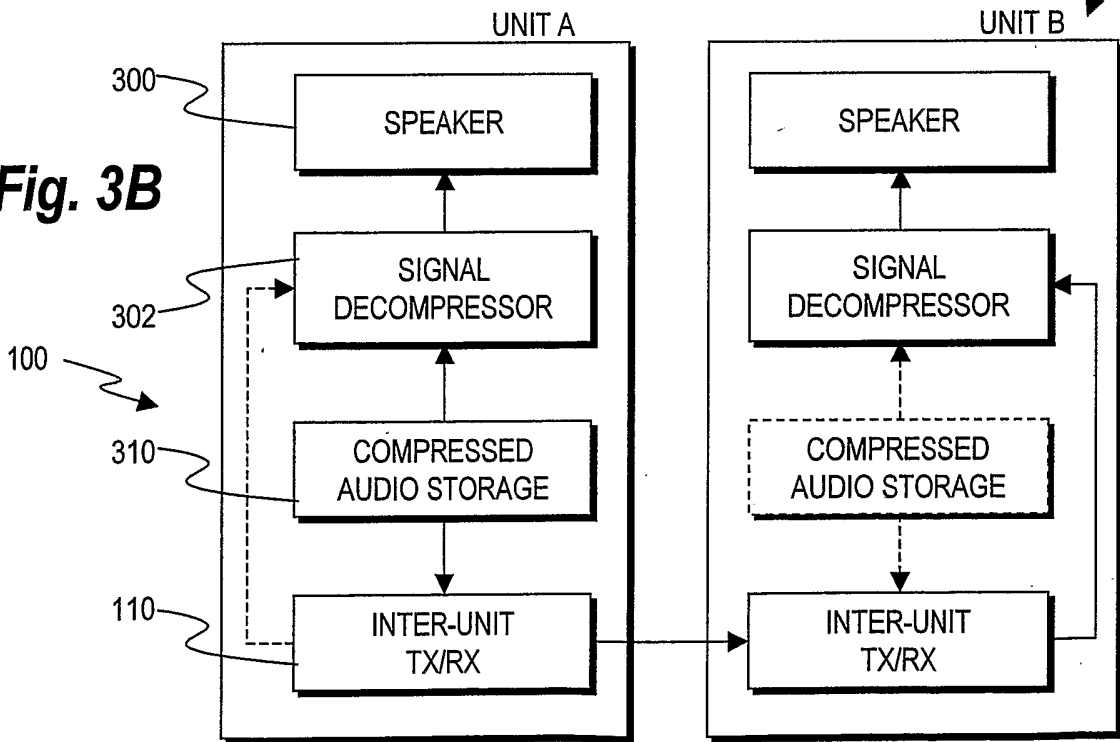 UNIT A
UNIT B
300
SPEAKER
SPEAKER
Fig. 3B
SIGNAL
DECOMPRESSOR
SIGNAL
DECOMPRESSOR
302
100
310
COMPRESSED
AUDIO STORAGE
COMPRESSED
AUDIO STORAGE
110
INTER-UNIT
TX/RX
INTER-UNIT
TX/RX